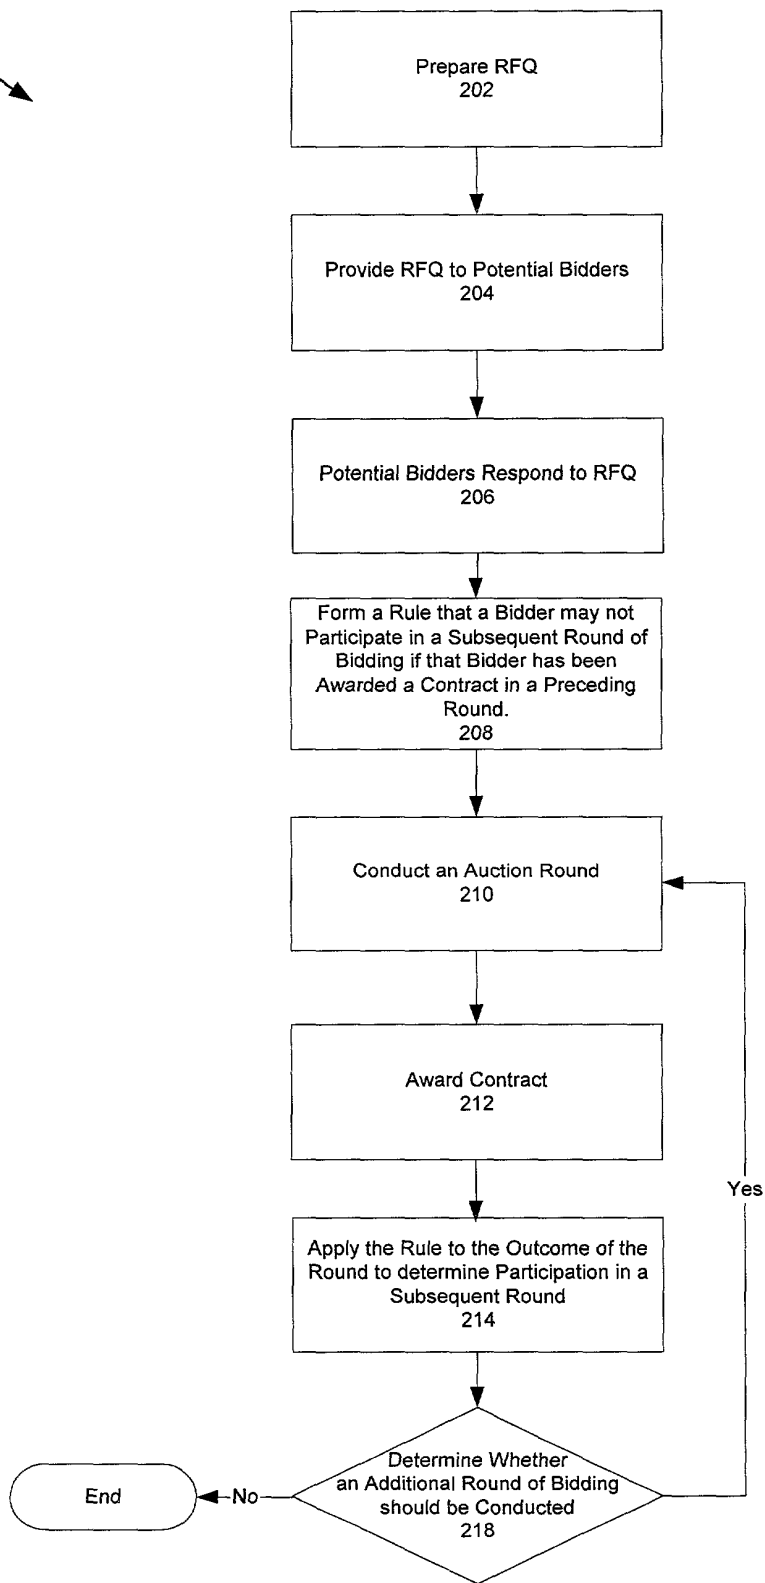 Prepare RFQ
202
Provide RFQ to Potential Bidders
204
Potential Bidders Respond to RFQ
206
Form a Rule that a Bidder may not
Participate in a Subsequent Round of
Bidding if that Bidder has been
Awarded a Contract in a Preceding
Round.
208
Conduct an Auction Round
210
Award Contract
212
Yes
Apply the Rule to the Outcome of the
Round to determine Participation in a
Subsequent Round
214
Determine Whether
an Additional Round of Bidding
should be Conducted
218
No
End